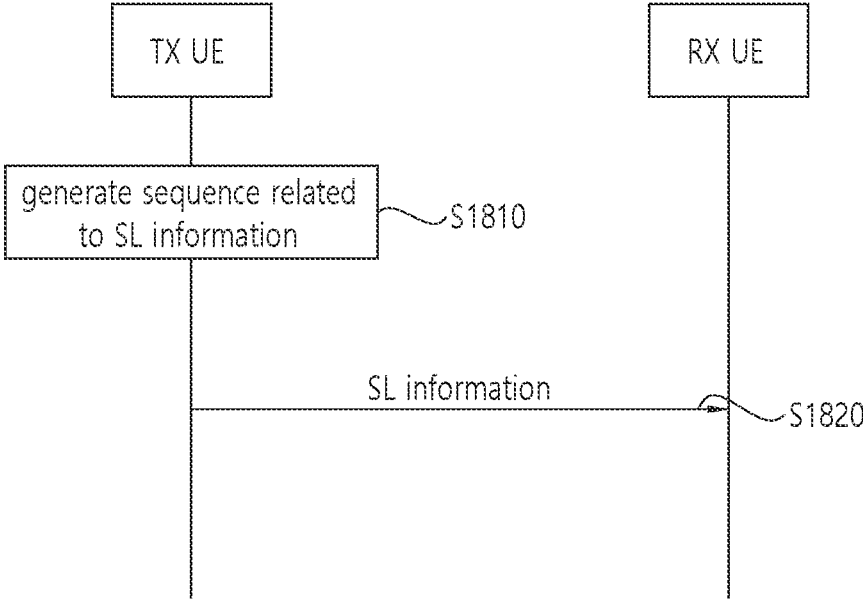 TX UE
RX UE
generate sequence related
to SL information
S1810
SL information
S1820